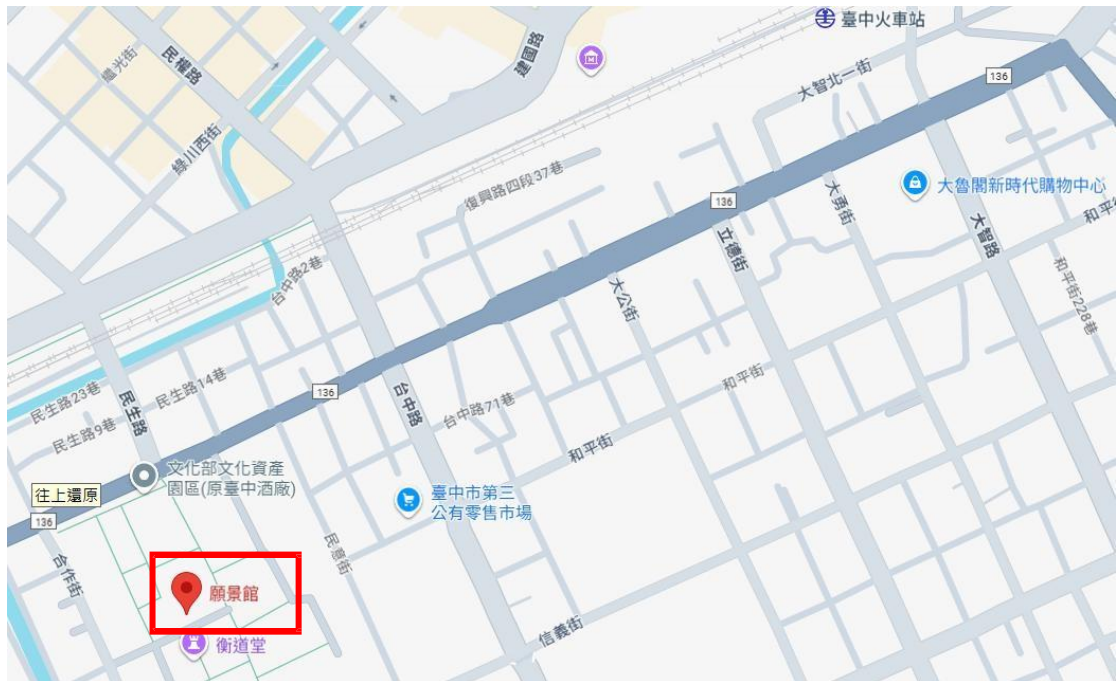 臺中火車站
民權路
繼光街
建國路
136
大智北一街
綠川西街
復興路四段37巷
大魯閣新時代購物中心
136
大勇街
和平街
立德街
大智路
台中路2巷
大公街
和平街228巷
民生路23巷
民生路14巷
136
台中路
和平街
民生路
台中路71巷
民生路9巷
和平街
文化部文化資產
園區(原臺中酒廠)
往上還原
臺中市第三
公有零售市場
136
民意街
合作街
願景館
信義街
衡道堂